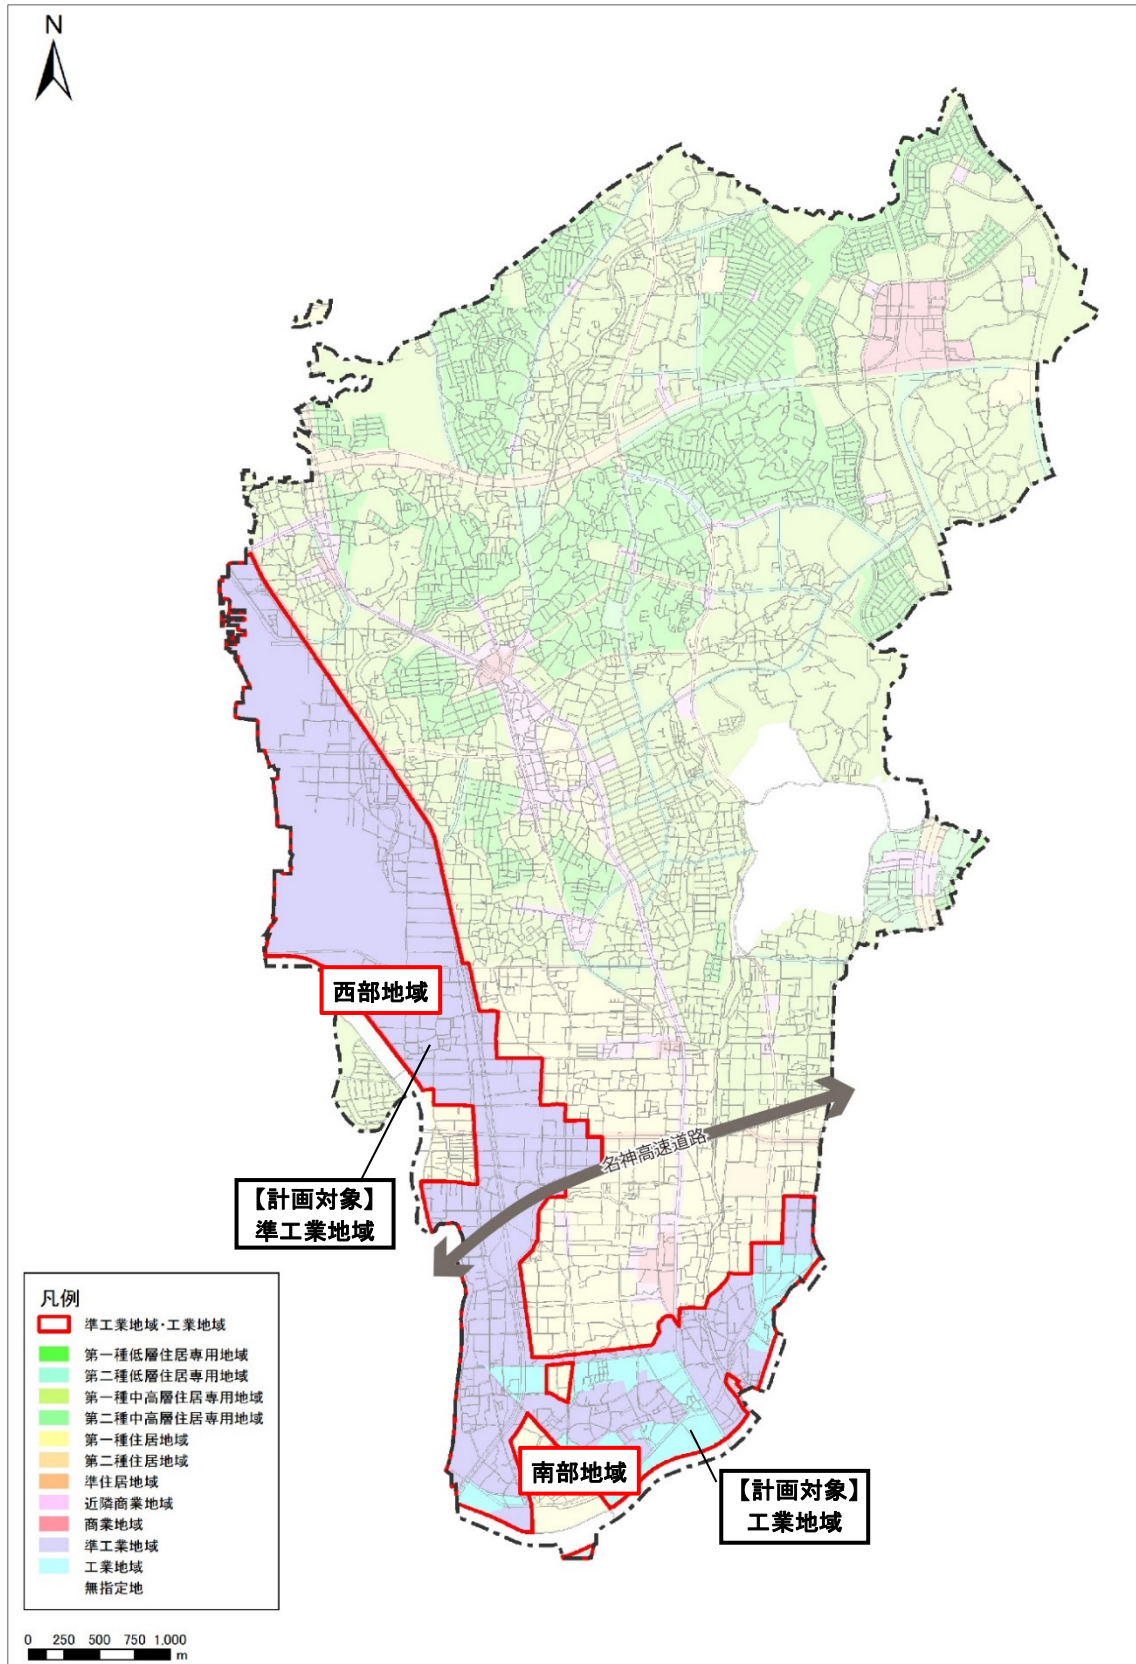 N
西部地域
名神高速道路
【計画対象】
準工業地域
南部地域
【計画対象】
工業地域
凡例
準工業地域・工業地域
第一種低層住居専用地域
第二種低層住居専用地域
第一種中高層住居専用地域
第二種中高層住居専用地域
第一種住居地域
第二種住居地域
準住居地域
近隣商業地域
商業地域
準工業地域
工業地域
無指定地
0 250 500 750 1,000
m